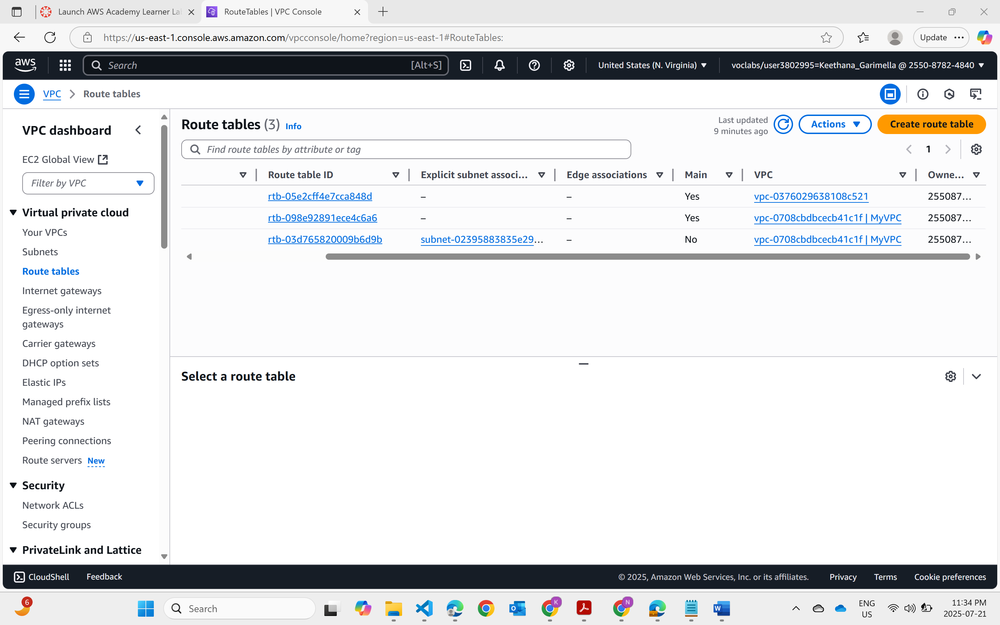 Launch AWS Academy Learner La
RouteTables | VPC Console
https://us-east-1.console.aws.amazon.com/vpcconsole/home?region=us-east-1#RouteTables:
Update
aws
Search
[Alt+S]
United States (N. Virginia)
voclabs/user3802995=Keethana_Garimella @ 2550-8782-4840
VPC
Route tables
VPC dashboard
EC2 Global View
Filter by VPC
Virtual private cloud
Your VPCs
Subnets
Route tables
Internet gateways
Egress-only internet
gateways
Carrier gateways
DHCP option sets
Elastic IPs
Managed prefix lists
NAT gateways
Peering connections
Route servers New
Security
Network ACLs
Security groups
PrivateLink and Lattice
Route tables (3) Info
Last updated
9 minutes ago
Actions
Create route table
Find route tables by attribute or tag
1
Route table ID | Explicit subnet associ... | Edge associations | Main | VPC | Owne...
rtb-05e2cff4e7cca848d – – Yes vpc-0376029638108c521 255087...
rtb-098e92891ece4c6a6 – – Yes vpc-0708cbdbcecb41c1f | MyVPC 255087...
rtb-03d765820009b6d9b subnet-02395883835e29... – No vpc-0708cbdbcecb41c1f | MyVPC 255087...
Select a route table
CloudShell
Feedback
© 2025, Amazon Web Services, Inc. or its affiliates.
Privacy
Terms
Cookie preferences
6
Search
K
N
ENG
US
11:34 PM
2025-07-21